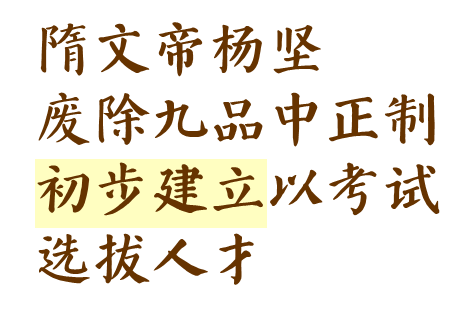 隋文帝杨坚
废除九品中正制
初步建立以考试
选拔人才